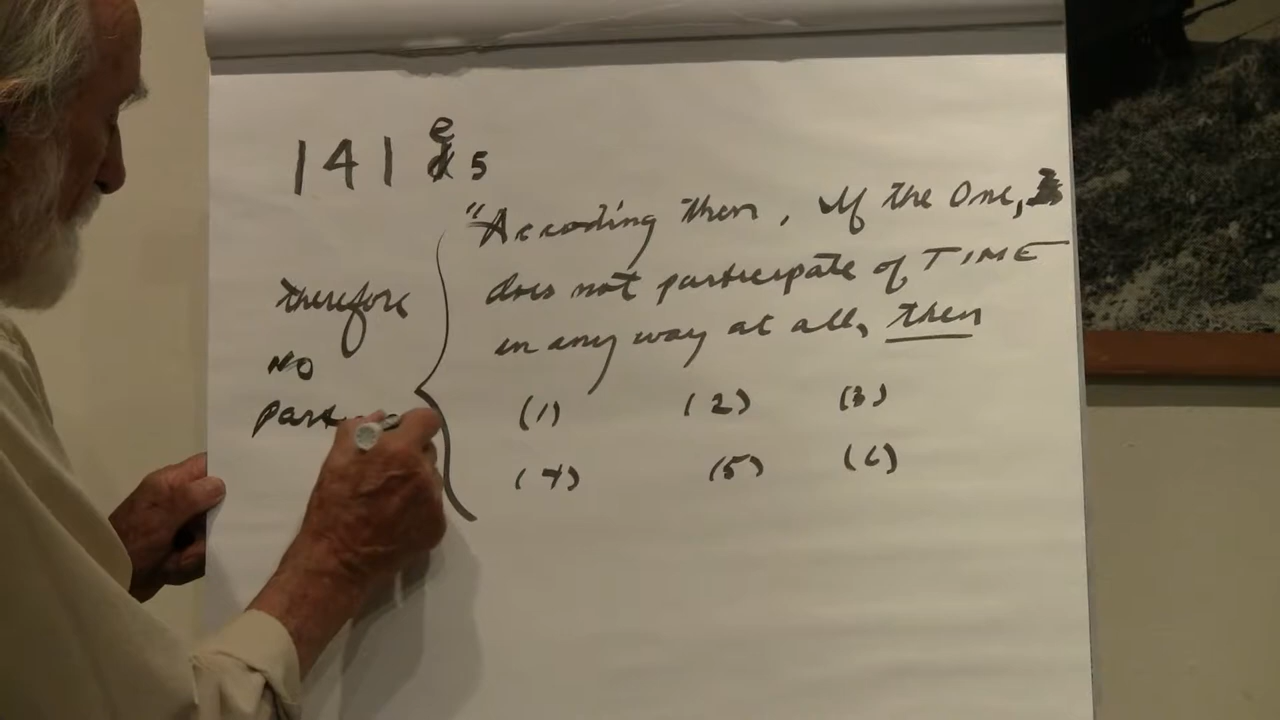 141 e 5
"Accoding then, If the One,
does not participate of TIME
in any way at all, then
(1) (2) (3)
(4) (5) (6)
therefore
NO
Part